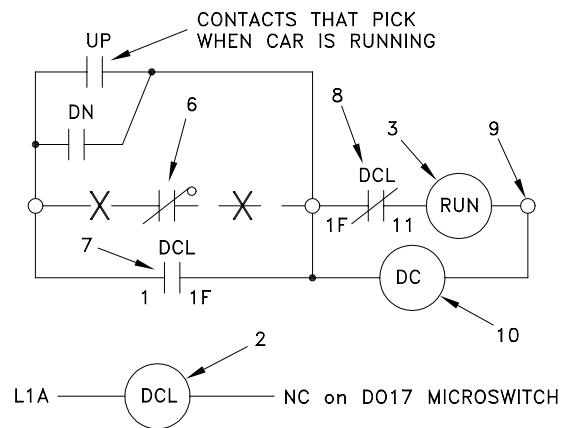 CONTACTS THAT PICK
WHEN CAR IS RUNNING
UP
DN
6
8
3
9
DCL
RUN
1F
11
7
DCL
1
1F
DC
10
2
L1A
DCL
NC on DO17 MICROSWITCH